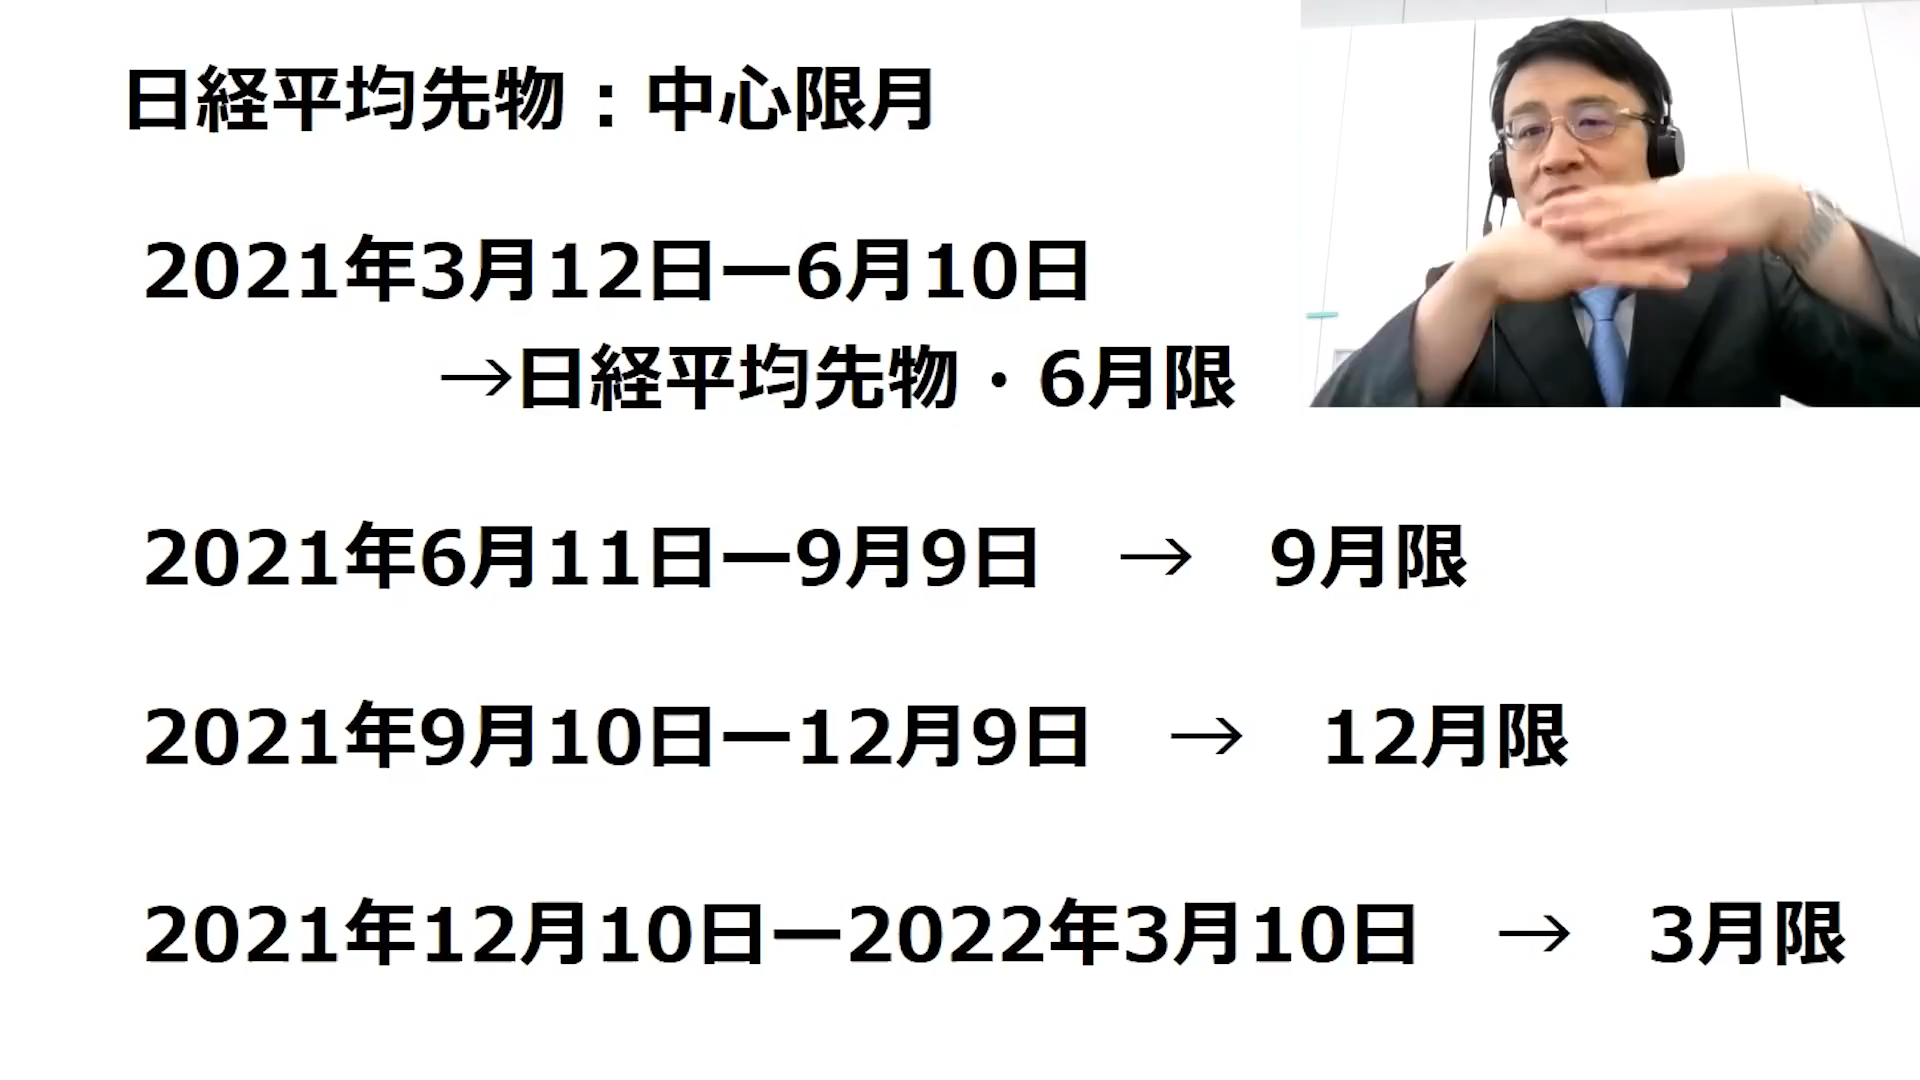 日経平均先物：中心限月
2021年3月12日ー6月10日
→日経平均先物・6月限
2021年6月11日ー9月9日　→　9月限
2021年9月10日ー12月9日　→　12月限
2021年12月10日ー2022年3月10日　→　3月限